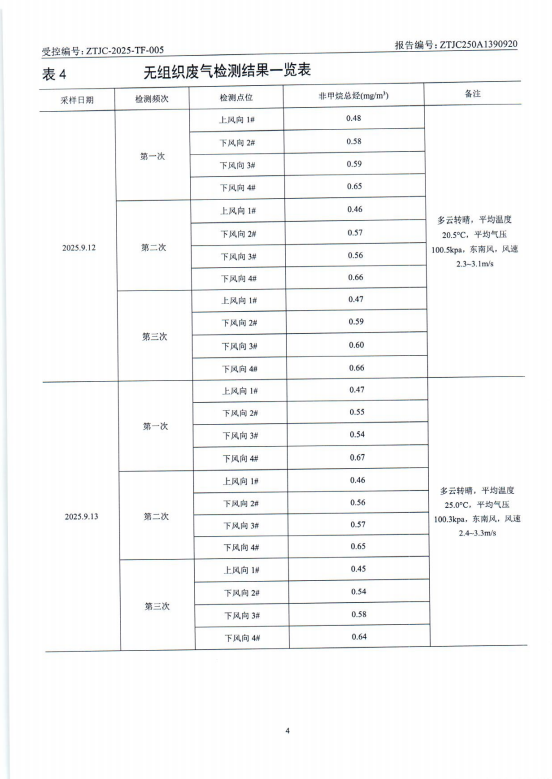 受控编号: ZTJC-2025-TF-005 报告编号: ZTJC250A1390920
表 4 无组织废气检测结果一览表
采样日期 检测频次 检测点位 非甲烷总烃(mg/m³) 备注
2025.9.12 第一次 上风向 1# 0.48
下风向 2# 0.58
下风向 3# 0.59
下风向 4# 0.65
第二次 上风向 1# 0.46
下风向 2# 0.57
下风向 3# 0.56
下风向 4# 0.66
第三次 上风向 1# 0.47
下风向 2# 0.59
下风向 3# 0.60
下风向 4# 0.66
多云转晴，平均温度
20.5°C，平均气压
100.5kpa，东南风，风速
2.3~3.1m/s
2025.9.13 第一次 上风向 1# 0.47
下风向 2# 0.55
下风向 3# 0.54
下风向 4# 0.67
第二次 上风向 1# 0.46
下风向 2# 0.56
下风向 3# 0.57
下风向 4# 0.65
第三次 上风向 1# 0.45
下风向 2# 0.54
下风向 3# 0.58
下风向 4# 0.64
多云转晴，平均温度
25.0°C，平均气压
100.3kpa，东南风，风速
2.4~3.3m/s
4